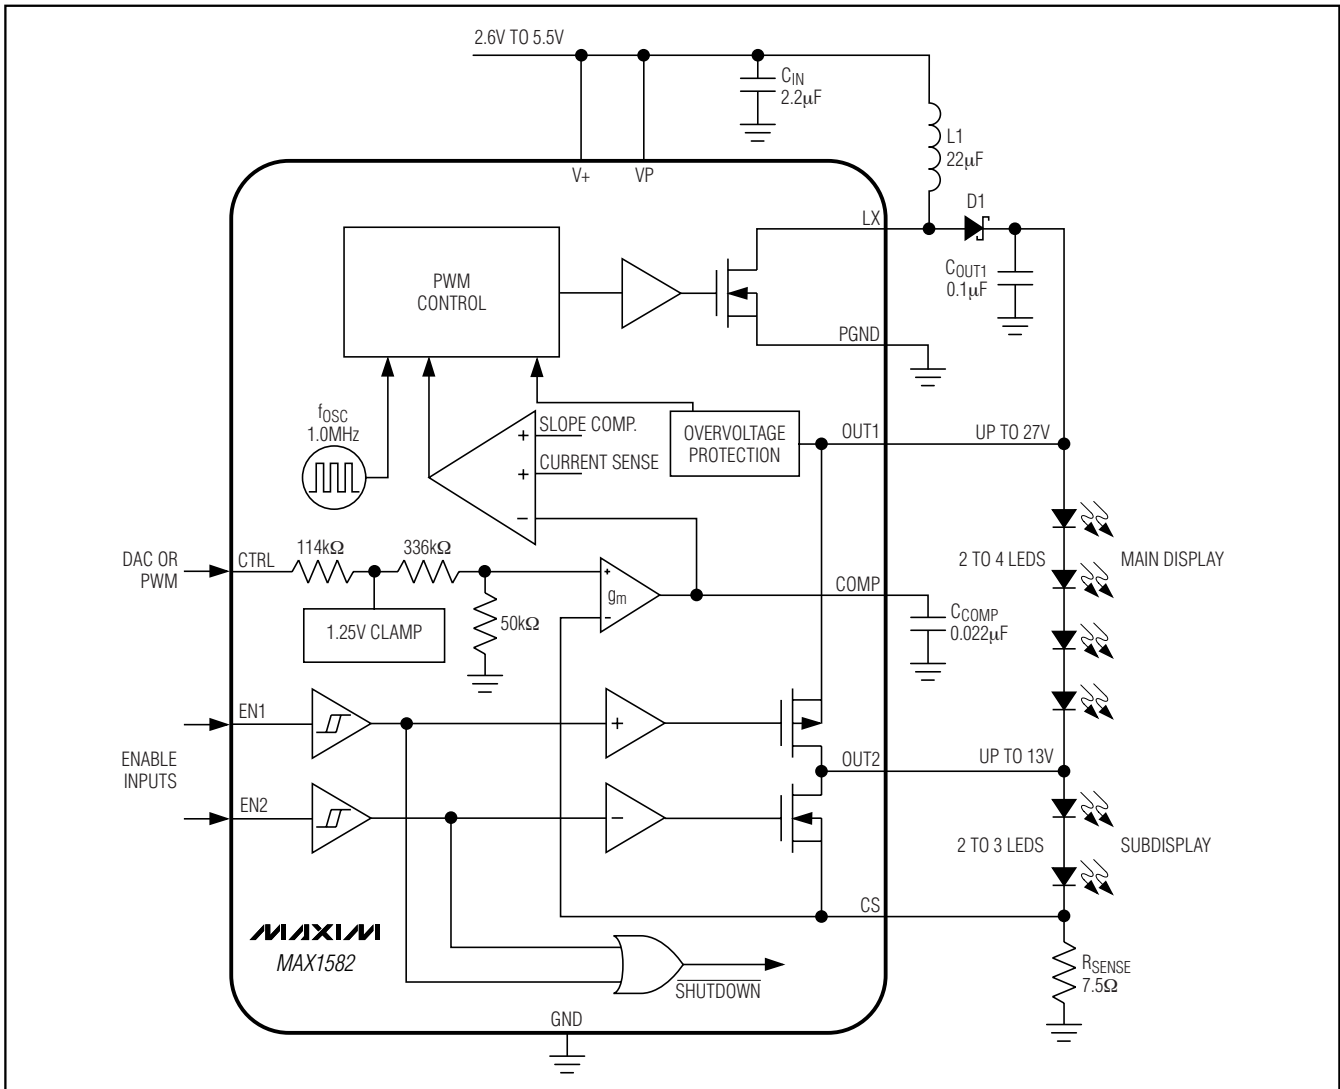 2.6V TO 5.5V
CIN
2.2µF
L1
22µF
V+
VP
D1
LX
PWM
CONTROL
COUT1
0.1µF
PGND
fOSC
1.0MHz
SLOPE COMP.
CURRENT SENSE
OVERVOLTAGE
PROTECTION
OUT1
UP TO 27V
+
+
−
DAC OR
PWM
CTRL
114kΩ
336kΩ
1.25V CLAMP
50kΩ
+
gm
-
COMP
CCOMP
0.022µF
2 TO 4 LEDS
MAIN DISPLAY
EN1
+
ENABLE
INPUTS
OUT2
UP TO 13V
EN2
−
2 TO 3 LEDS
SUBDISPLAY
CS
MAXIM
MAX1582
SHUTDOWN
RSENSE
7.5Ω
GND